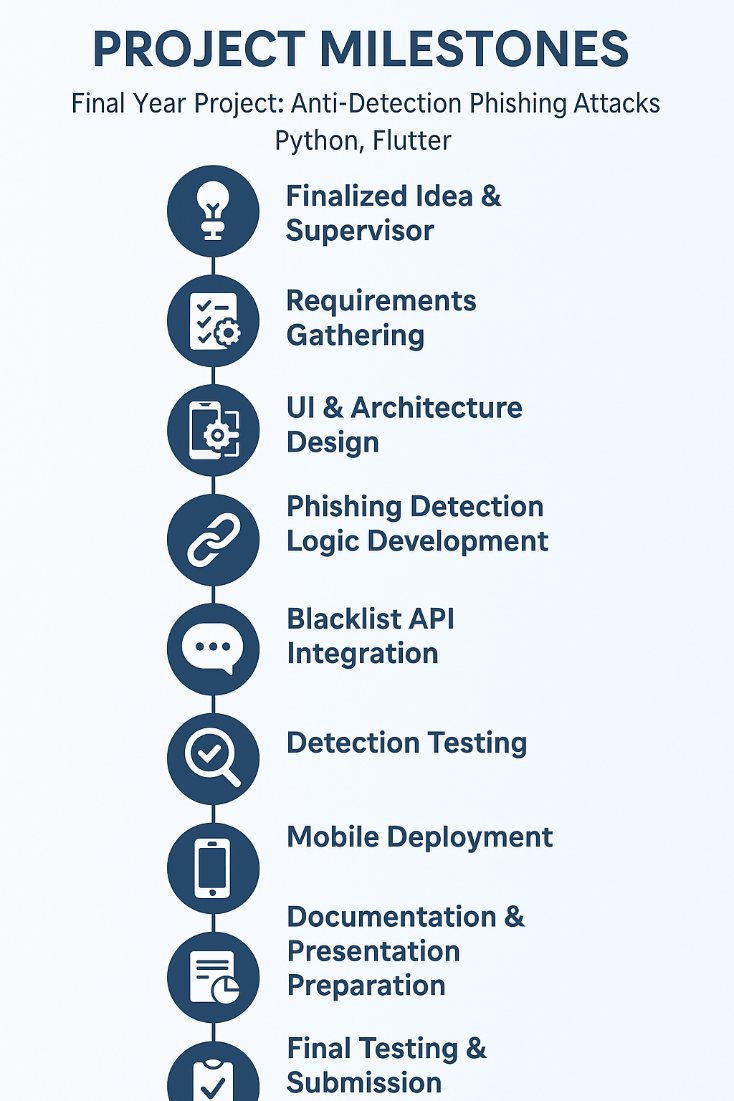 PROJECT MILESTONES
Final Year Project: Anti-Detection Phishing Attacks
Python, Flutter
Finalized Idea &
Supervisor
Requirements
Gathering
UI & Architecture
Design
Phishing Detection
Logic Development
Blacklist API
Integration
Detection Testing
Mobile Deployment
Documentation &
Presentation
Preparation
Final Testing &
Submission